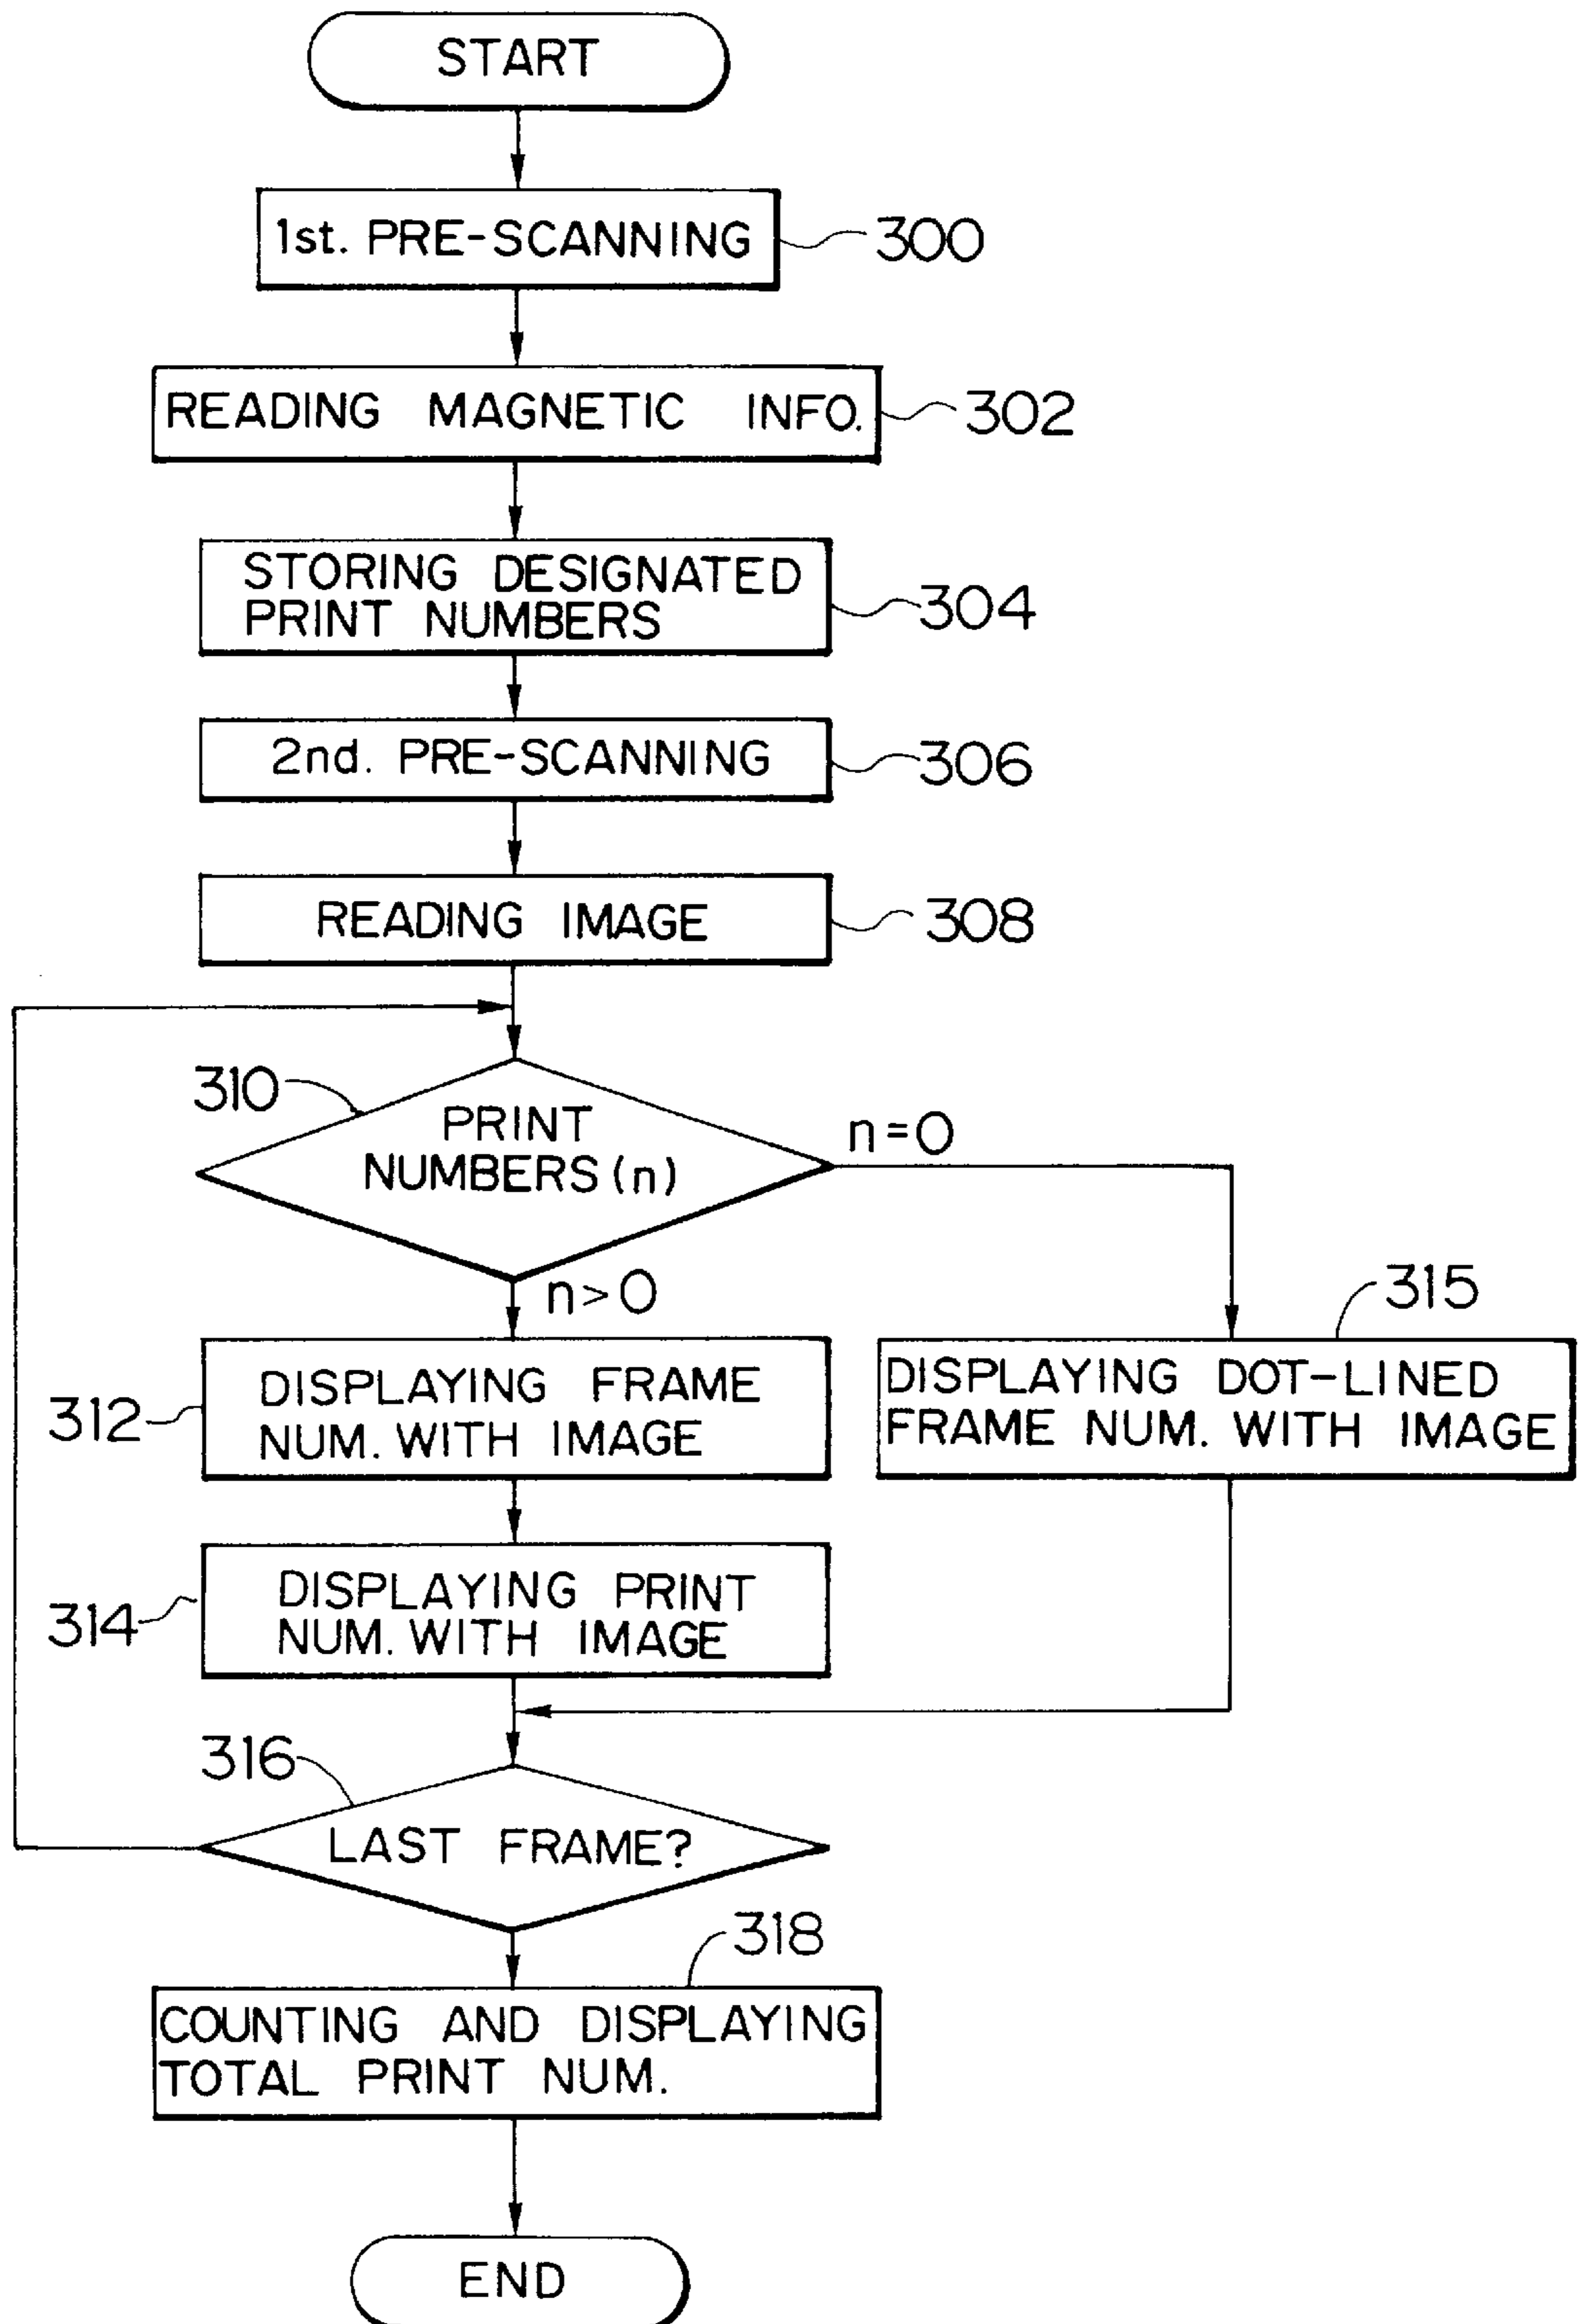 START
1st. PRE-SCANNING
300
READING MAGNETIC INFO.
302
STORING DESIGNATED
PRINT NUMBERS
304
2nd. PRE-SCANNING
306
READING IMAGE
308
310
PRINT
NUMBERS (n)
n=0
n>0
315
312
DISPLAYING FRAME
NUM. WITH IMAGE
DISPLAYING DOT-LINED
FRAME NUM. WITH IMAGE
314
DISPLAYING PRINT
NUM. WITH IMAGE
316
LAST FRAME?
318
COUNTING AND DISPLAYING
TOTAL PRINT NUM.
END